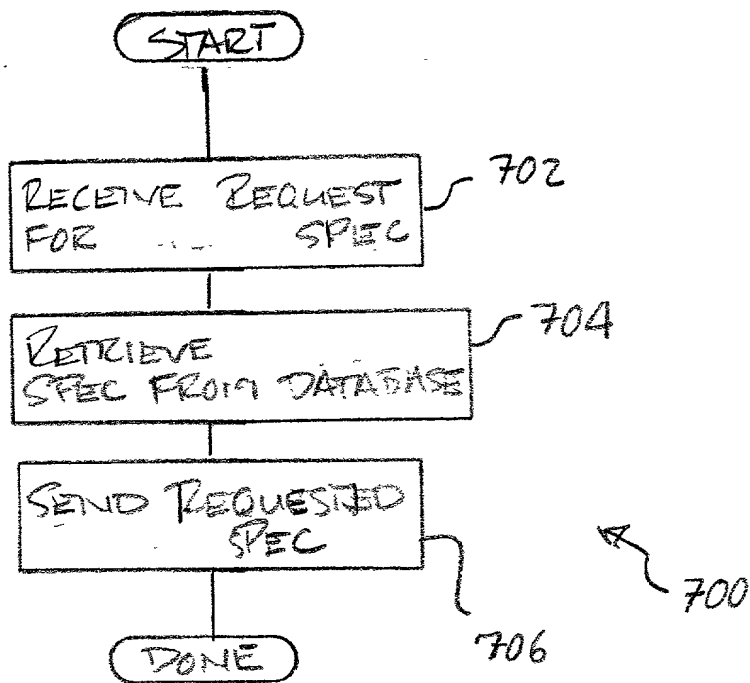 START
RECEIVE REQUEST
FOR SPEC
702
RETRIEVE
SPEC FROM DATABASE
704
SEND REQUESTED
SPEC
706
700
DONE